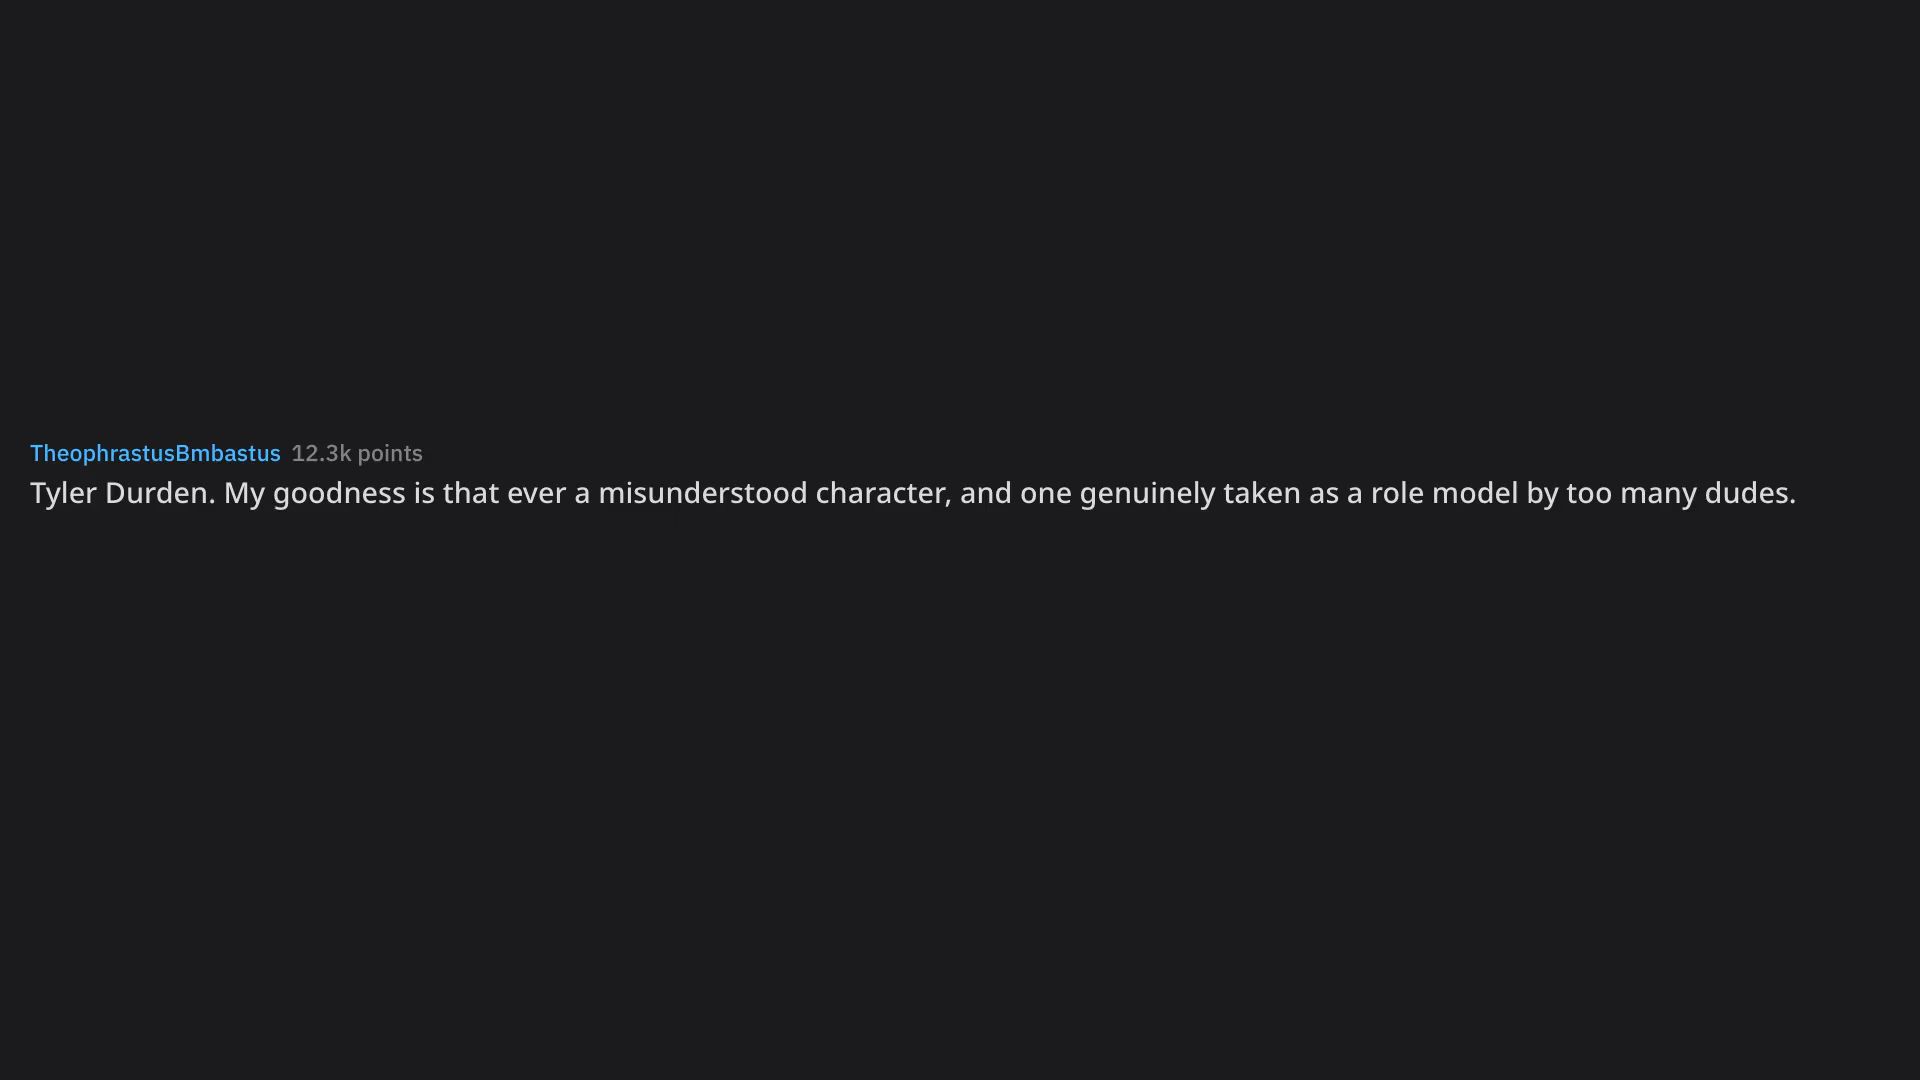 TheophrastusBmbastus 12.3k points
Tyler Durden. My goodness is that ever a misunderstood character, and one genuinely taken as a role model by too many dudes.